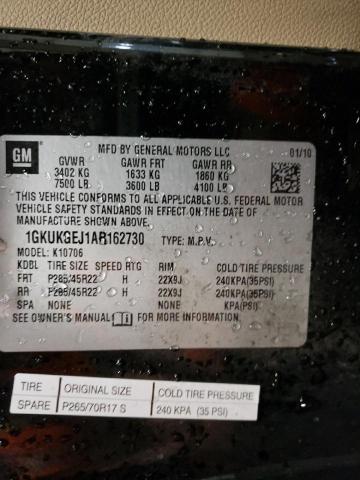 GM
MFD BY GENERAL MOTORS LLC 01/10
GVWR GAWR FRT GAWR RR
3402 KG 1633 KG 1860 KG
7500 LB 3600 LB 4100 LB
THIS VEHICLE CONFORMS TO ALL APPLICABLE U.S. FEDERAL MOTOR
VEHICLE SAFETY STANDARDS IN EFFECT ON THE DATE OF
MANUFACTURE SHOWN ABOVE.
1GKUKGEJ1AR162730 TYPE: M.P.V.
MODEL: K10706
KDBL TIRE SIZE SPEED RTG RIM COLD TIRE PRESSURE
FRT P285/45R22 H 22X9J 240KPA(35PSI)
RR P285/45R22 H 22X9J 240KPA(35PSI)
SPA NONE NONE KPA(PSI)
SEE OWNER'S MANUAL FOR MORE INFORMATION.
TIRE ORIGINAL SIZE COLD TIRE PRESSURE
SPARE P265/70R17 S 240 KPA (35 PSI)